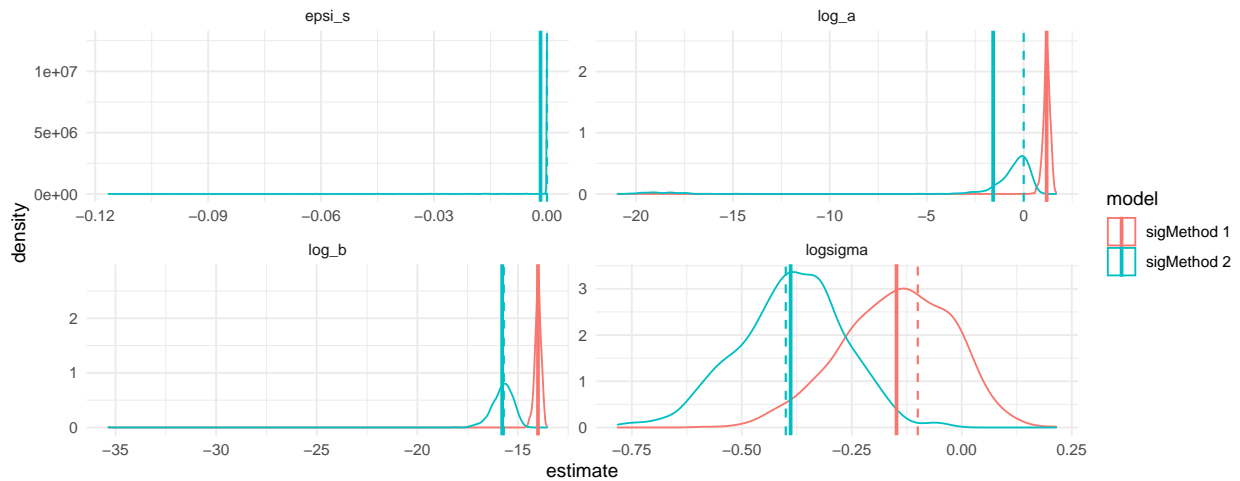 epsi_s
log_a
1e+07
5e+06
0e+00
−0.12
−0.09
−0.06
−0.03
0.00
2
1
0
−20
−15
−10
−5
0
density
log_b
logsigma
2
1
0
−35
−30
−25
−20
−15
3
2
1
0
−0.75
−0.50
−0.25
0.00
0.25
estimate
model
sigMethod 1
sigMethod 2